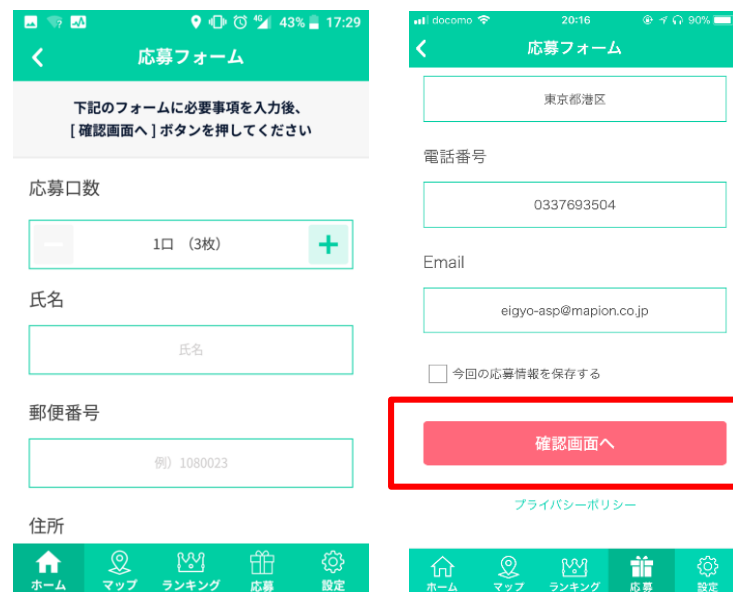 43% 17:29
応募フォーム
下記のフォームに必要事項を入力後、
[ 確認画面へ ] ボタンを押してください
応募口数
1口 (3枚)
氏名
氏名
郵便番号
例) 1080023
住所
ホーム マップ ランキング 応募 設定
docomo 20:16 90%
応募フォーム
東京都港区
電話番号
0337693504
Email
eigyo-asp@mapion.co.jp
今回の応募情報を保存する
確認画面へ
プライバシーポリシー
ホーム マップ ランキング 応募 設定